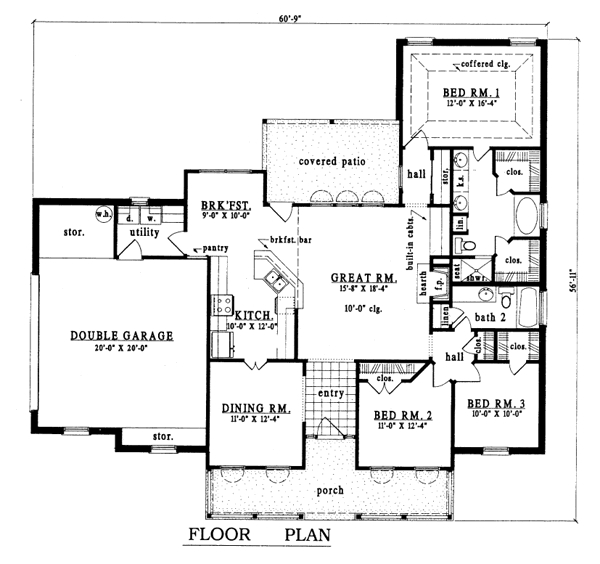 60'-9"
coffered clg.
BED RM. 1
12'-0" X 16'-4"
covered patio
hall
stor.
k.s.
clos.
BRK'FST.
9'-0" X 10'-0"
stor.
w.h.
d.
w.
utility
pantry
brkfst. bar
built-in cabts.
lin.
clos.
GREAT RM.
15'-8" X 18'-4"
10'-0" clg.
hearth
f.p.
seat
shwr.
56'-11"
KITCH.
10'-0" X 12'-0"
linen
bath 2
DOUBLE GARAGE
20'-0" X 20'-0"
hall
clos.
clos.
clos.
entry
DINING RM.
11'-0" X 12'-4"
BED RM. 2
11'-0" X 12'-4"
BED RM. 3
10'-0" X 10'-0"
stor.
porch
FLOOR PLAN